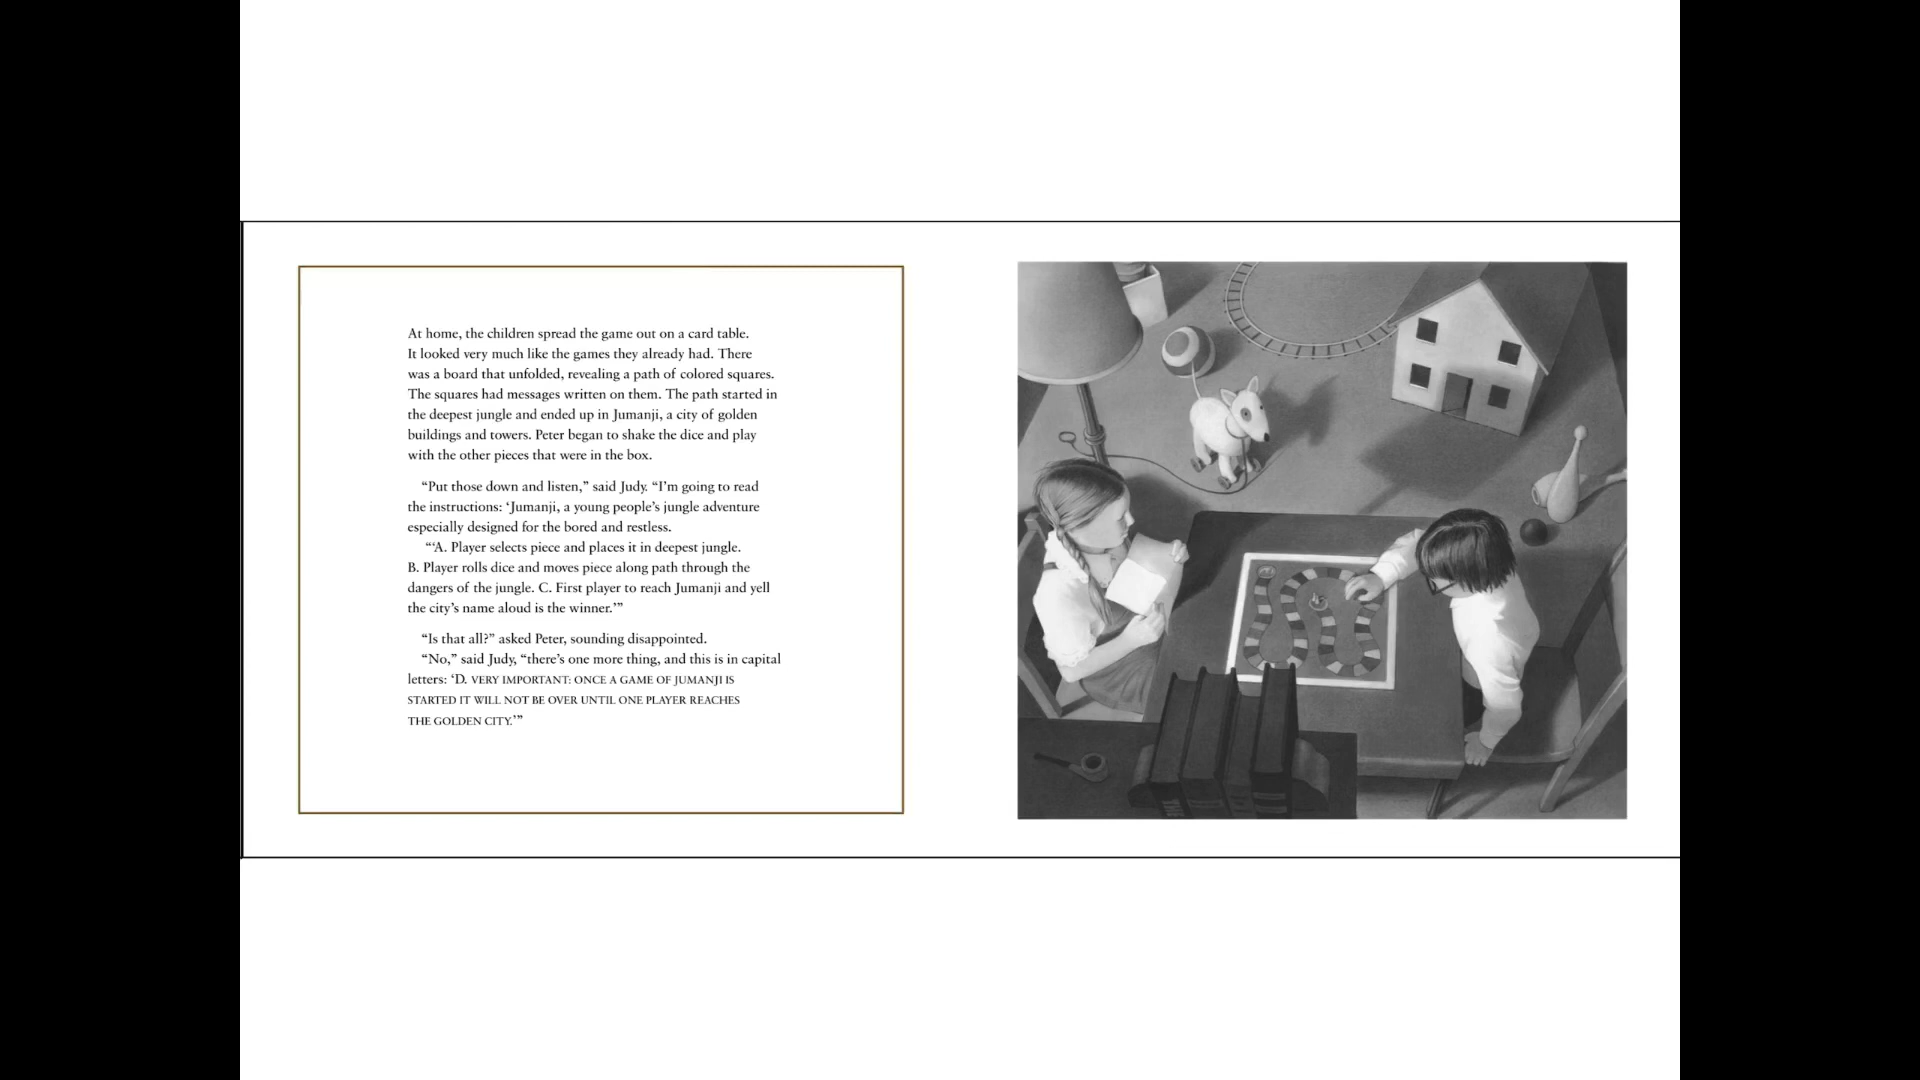 At home, the children spread the game out on a card table.
It looked very much like the games they already had. There
was a board that unfolded, revealing a path of colored squares.
The squares had messages written on them. The path started in
the deepest jungle and ended up in Jumanji, a city of golden
buildings and towers. Peter began to shake the dice and play
with the other pieces that were in the box.
“Put those down and listen,” said Judy. “I’m going to read
the instructions: ‘Jumanji, a young people’s jungle adventure
especially designed for the bored and restless.
“‘A. Player selects piece and places it in deepest jungle.
B. Player rolls dice and moves piece along path through the
dangers of the jungle. C. First player to reach Jumanji and yell
the city’s name aloud is the winner.’”
“Is that all?” asked Peter, sounding disappointed.
“No,” said Judy, “there’s one more thing, and this is in capital
letters: ‘D. VERY IMPORTANT: ONCE A GAME OF JUMANJI IS
STARTED IT WILL NOT BE OVER UNTIL ONE PLAYER REACHES
THE GOLDEN CITY.’”